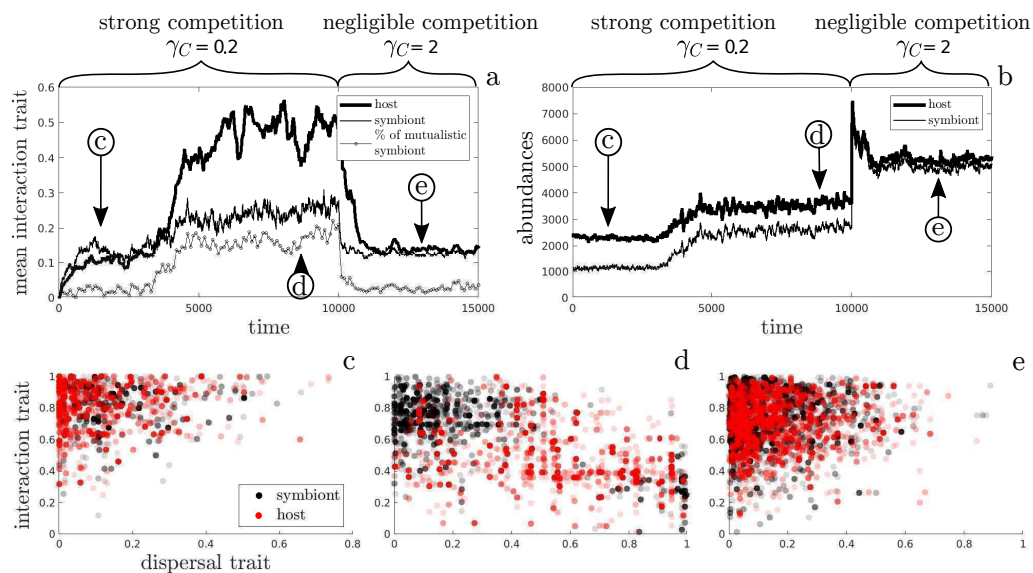 strong competition
γC = 0.2
negligible competition
γC = 2
strong competition
γC = 0.2
negligible competition
γC = 2
a
mean interaction trait
0.6
0.5
0.4
0.3
0.2
0.1
0
0
5000
10000
15000
time
host
symbiont
% of mutualistic
symbiont
c
d
e
b
abundances
8000
7000
6000
5000
4000
3000
2000
1000
0
0
5000
10000
15000
time
host
symbiont
c
d
e
c
interaction trait
interaction trait
1
0.8
0.6
0.4
0.2
0
0
0.2
0.4
0.6
0.8
dispersal trait
symbiont
host
d
1
0.8
0.6
0.4
0.2
0
0
0.2
0.4
0.6
0.8
1
e
1
0.8
0.6
0.4
0.2
0
0
0.2
0.4
0.6
0.8
1